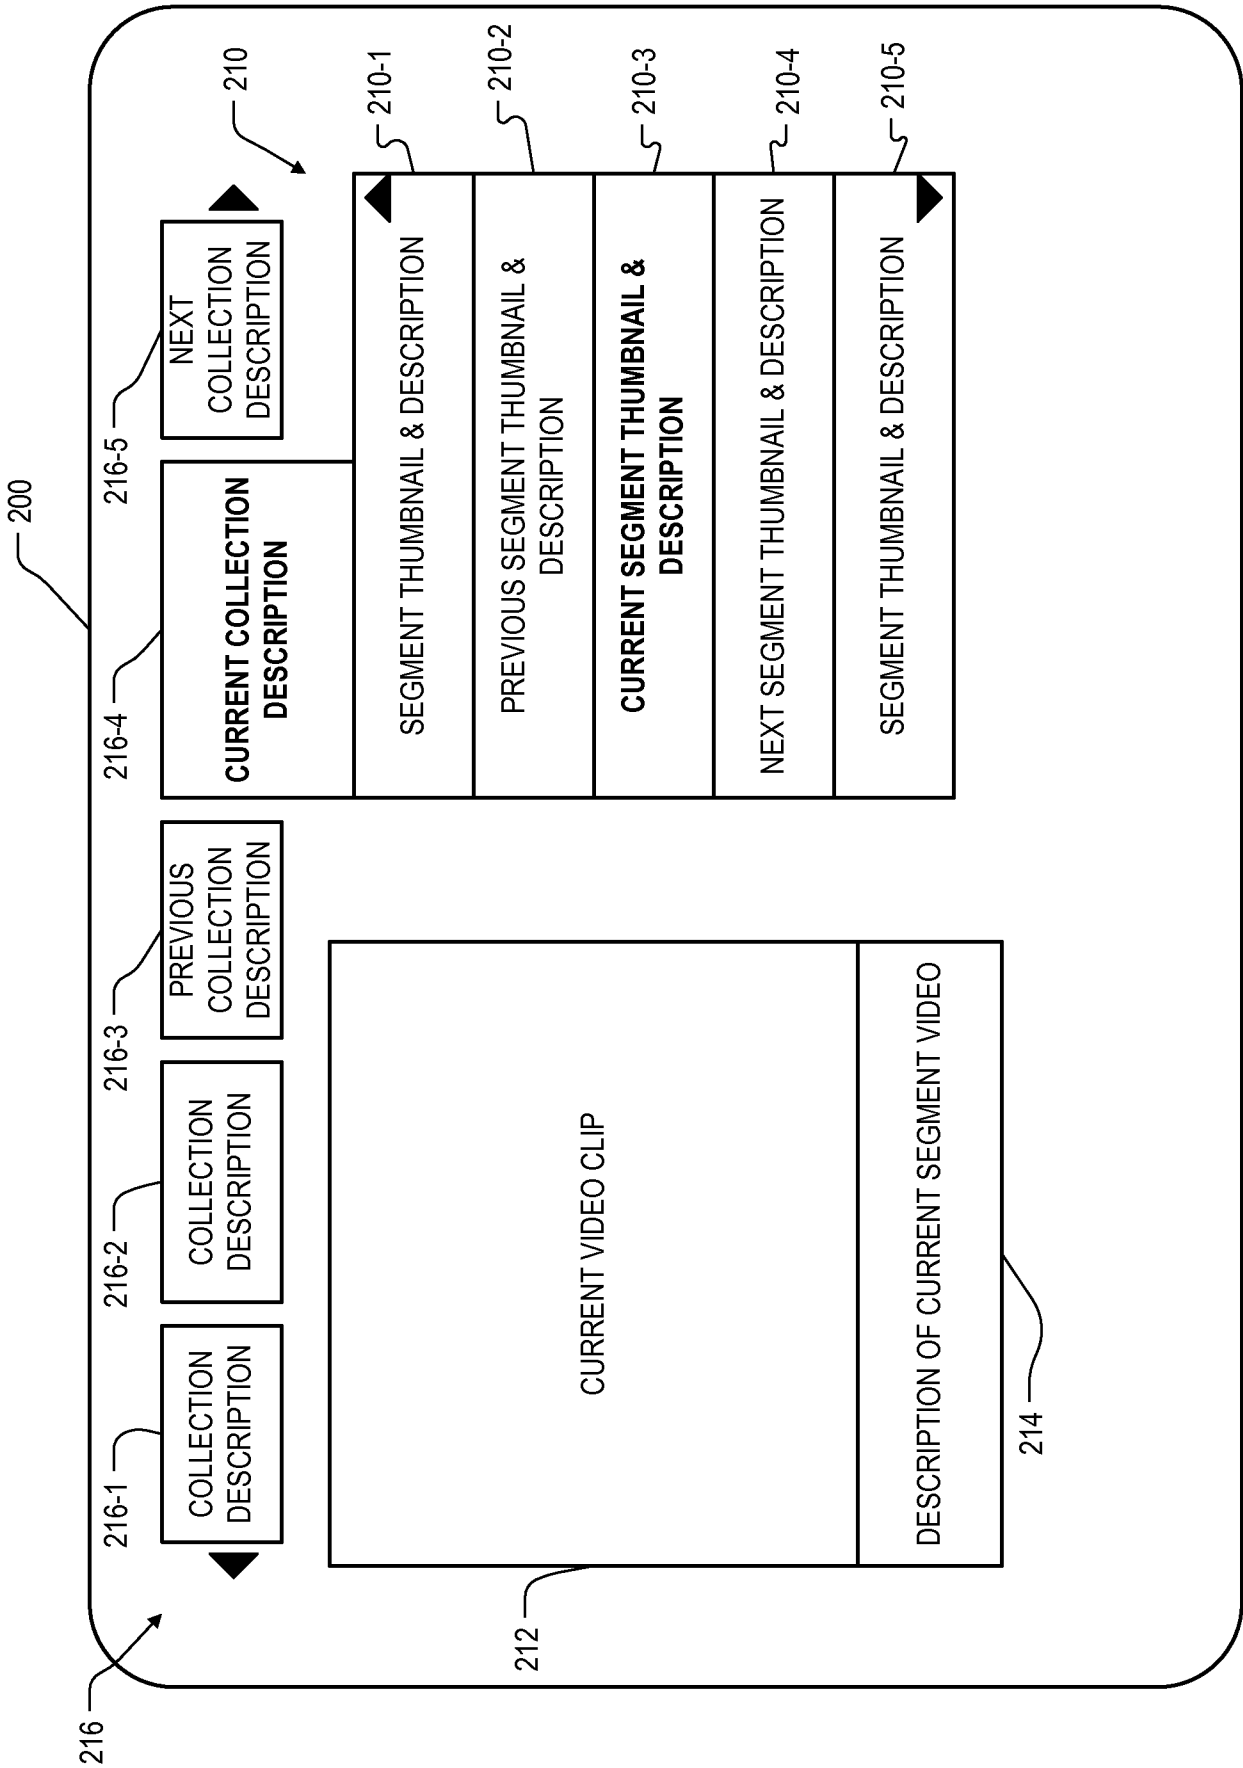 200
216
216-1
216-2
216-3
216-4
216-5
210
COLLECTION
DESCRIPTION
COLLECTION
DESCRIPTION
PREVIOUS
COLLECTION
DESCRIPTION
CURRENT COLLECTION
DESCRIPTION
NEXT
COLLECTION
DESCRIPTION
SEGMENT THUMBNAIL & DESCRIPTION
210-1
PREVIOUS SEGMENT THUMBNAIL &
DESCRIPTION
210-2
CURRENT SEGMENT THUMBNAIL &
DESCRIPTION
210-3
NEXT SEGMENT THUMBNAIL & DESCRIPTION
210-4
SEGMENT THUMBNAIL & DESCRIPTION
210-5
212
CURRENT VIDEO CLIP
DESCRIPTION OF CURRENT SEGMENT VIDEO
214